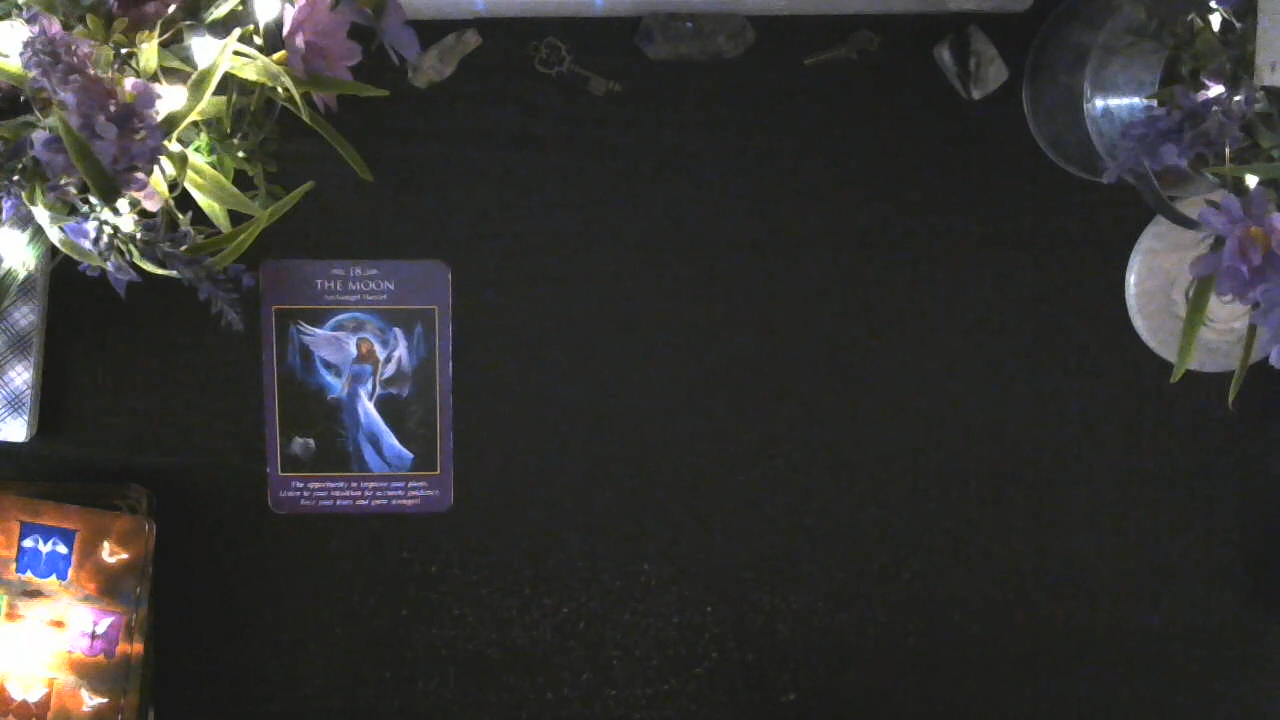 18
THE MOON
Archangel Haniel
The opportunity to improve your plans.
Listen to your intuition for accurate guidance.
Face your fears and grow stronger!